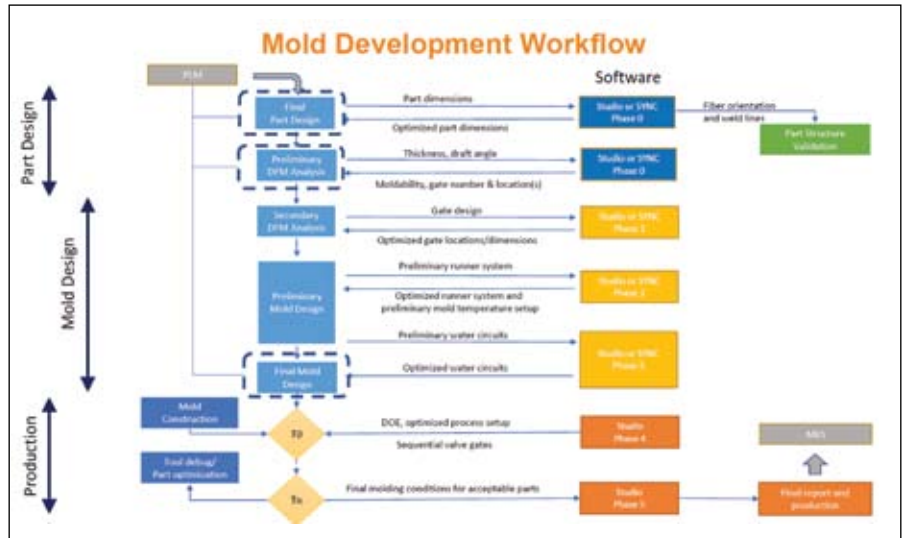 Mold Development Workflow
Software
Part Design
Mold Design
Production
PLM
Final
Part Design
Part dimensions
Optimized part dimensions
Studio or SYNC
Phase 0
Fiber orientation
and weld lines
Part Structure
Validation
Preliminary
DFM Analysis
Thickness, draft angle
Moldability, gate number & location(s)
Studio or SYNC
Phase 0
Secondary
DFM Analysis
Gate design
Optimized gate locations/dimensions
Studio or SYNC
Phase 1
Preliminary
Mold Design
Preliminary runner system
Optimized runner system and
preliminary mold temperature setup
Studio or SYNC
Phase 2
Preliminary water circuits
Optimized water circuits
Studio or SYNC
Phase 3
Final Mold
Design
Mold
Construction
T0
DOE, optimized process setup
Sequential valve gates
Studio
Phase 4
MES
Tool debug/
Part optimization
Tn
Final molding conditions for acceptable parts
Studio
Phase 5
Final report and
production